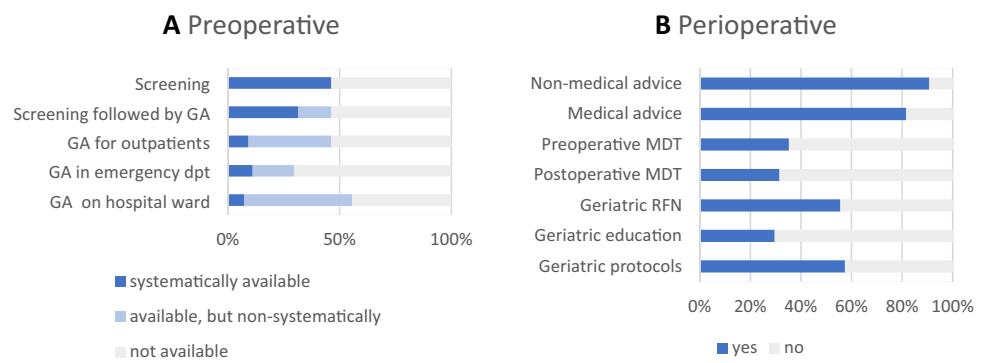 A Preoperative
Screening
Screening followed by GA
GA for outpatients
GA in emergency dpt
GA on hospital ward
0% 50% 100%
systematically available
available, but non-systematically
not available
B Perioperative
Non-medical advice
Medical advice
Preoperative MDT
Postoperative MDT
Geriatric RFN
Geriatric education
Geriatric protocols
0% 20% 40% 60% 80% 100%
yes no